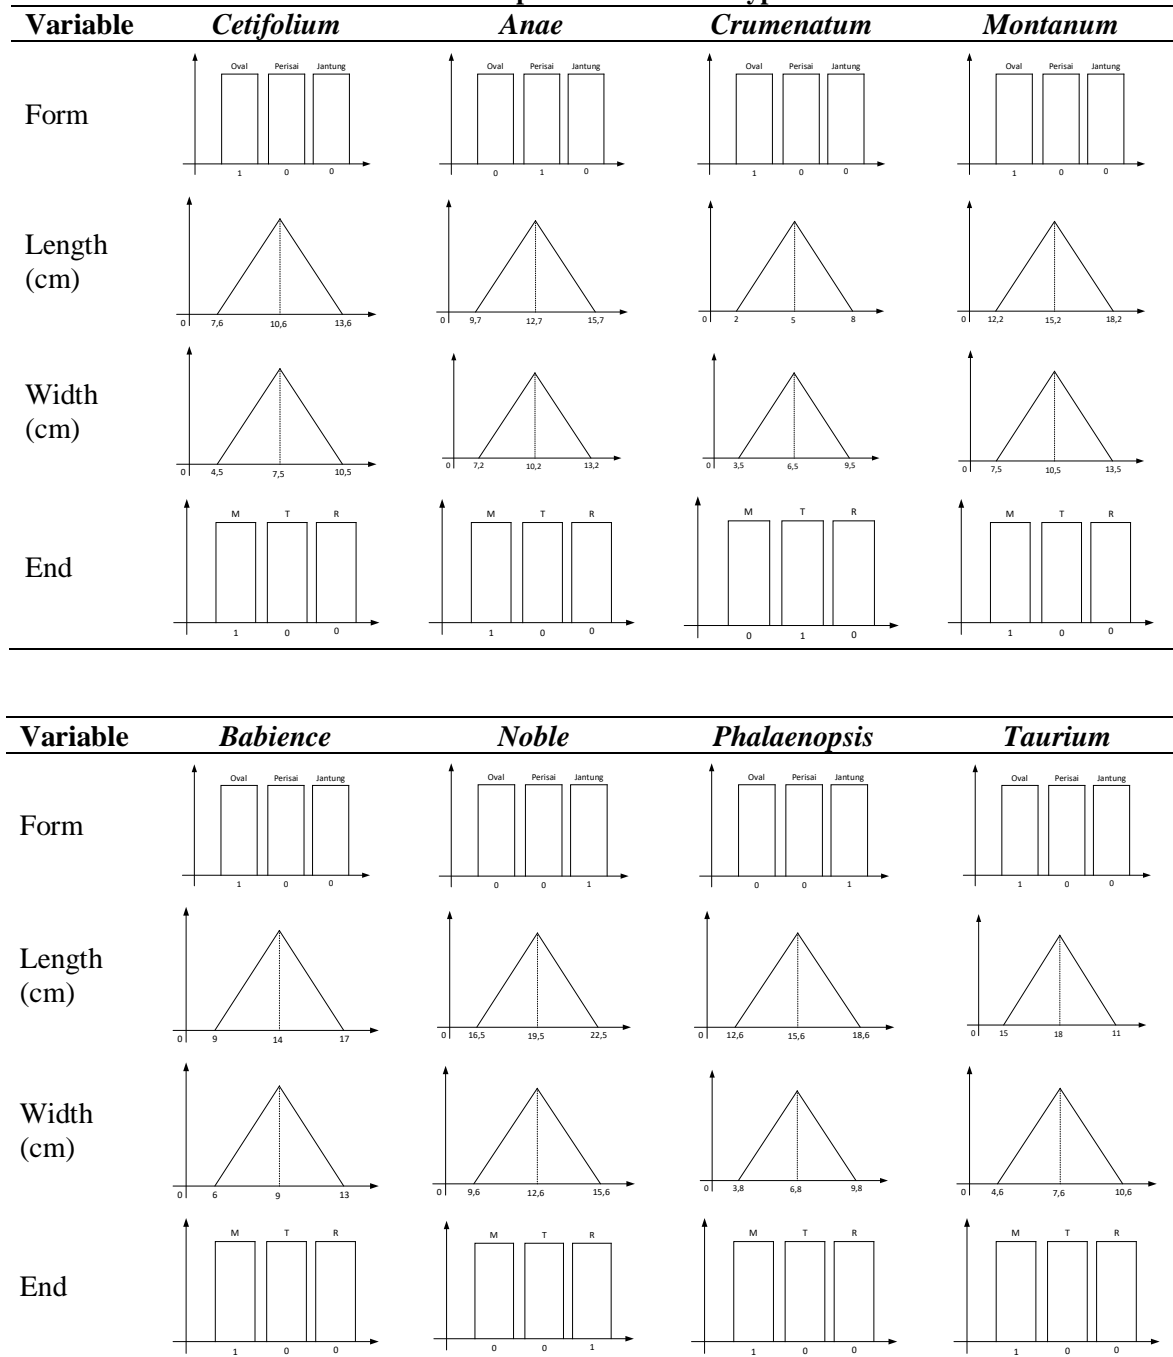 Variable Cetifolium Anae Crumenatum Montanum
Form
Oval Perisai Jantung Oval Perisai Jantung Oval Perisai Jantung Oval Perisai Jantung
1 0 0 0 1 0 1 0 0 1 0 0
Length
(cm)
0 7,6 10,6 13,6 0 9,7 12,7 15,7 0 2 5 8 0 12,2 15,2 18,2
Width
(cm)
0 4,5 7,5 10,5 0 7,2 10,2 13,2 0 3,5 6,5 9,5 0 7,5 10,5 13,5
End
M T R M T R M T R M T R
1 0 0 1 0 0 0 1 0 1 0 0
Variable Babience Noble Phalaenopsis Taurium
Form
Oval Perisai Jantung Oval Perisai Jantung Oval Perisai Jantung Oval Perisai Jantung
1 0 0 0 0 1 0 0 1 1 0 0
Length
(cm)
0 9 14 17 0 16,5 19,5 22,5 0 12,6 15,6 18,6 0 15 18 11
Width
(cm)
0 6 9 13 0 9,6 12,6 15,6 0 3,8 6,8 9,8 0 4,6 7,6 10,6
End
M T R M T R M T R M T R
1 0 0 0 0 1 1 0 0 1 0 0